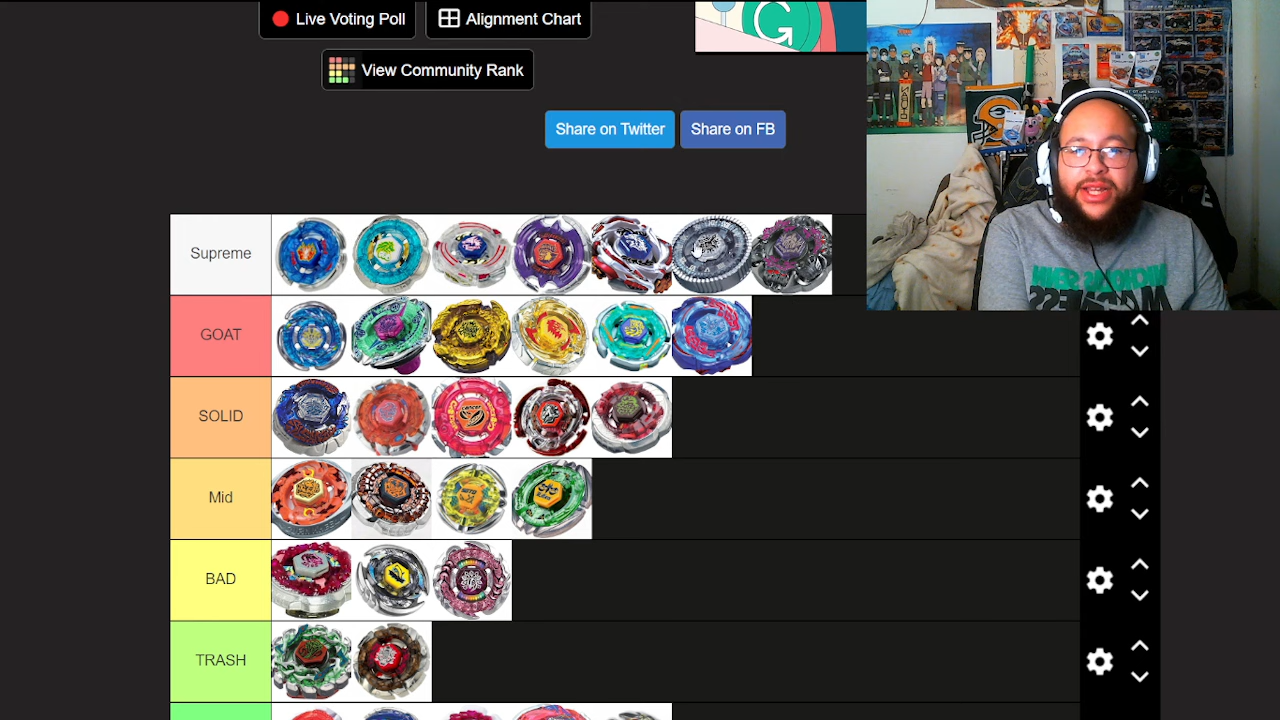 Live Voting Poll
Alignment Chart
View Community Rank
Share on Twitter
Share on FB
Supreme
GOAT
SOLID
Mid
BAD
TRASH